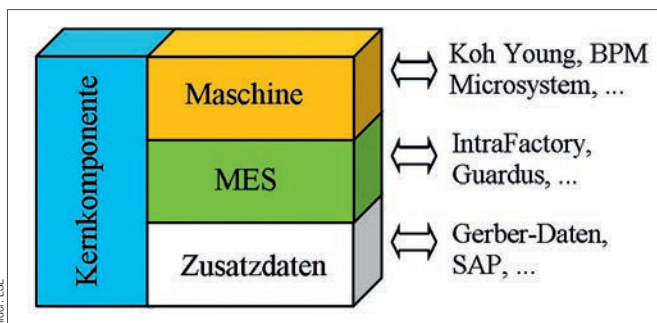 Kernkomponente
Maschine
Koh Young, BPM
Microsystem, ...
MES
IntraFactory,
Guardus, ...
Zusatzdaten
Gerber-Daten,
SAP, ...